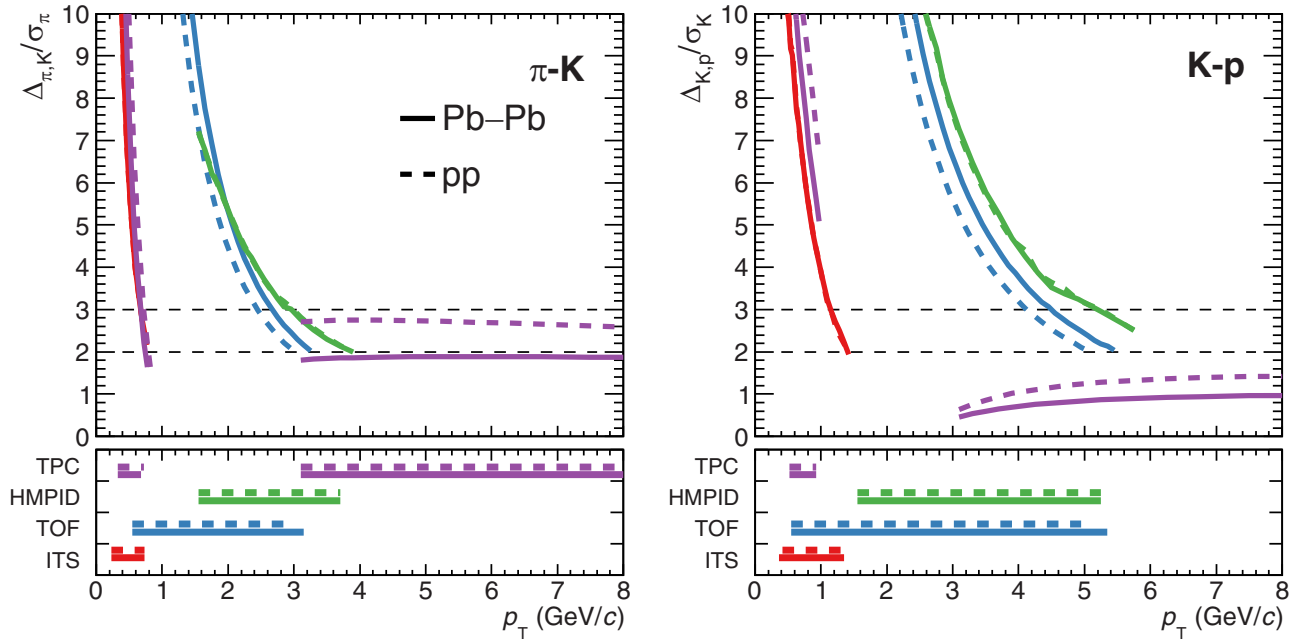 Δπ,K/σπ
10
9
8
7
6
5
4
3
2
1
0
π-K
Pb–Pb
pp
TPC
HMPID
TOF
ITS
0 1 2 3 4 5 6 7 8
pT (GeV/c)
ΔK,p/σK
10
9
8
7
6
5
4
3
2
1
0
K-p
TPC
HMPID
TOF
ITS
0 1 2 3 4 5 6 7 8
pT (GeV/c)